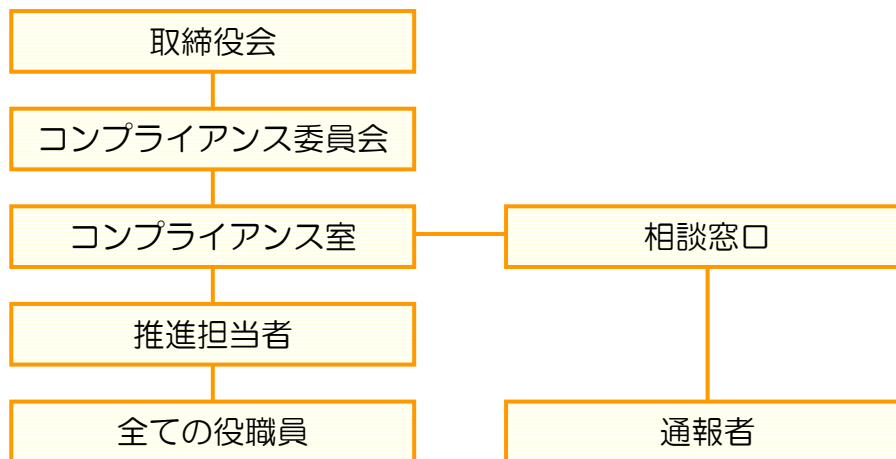 取締役会
コンプライアンス委員会
コンプライアンス室
相談窓口
推進担当者
全ての役職員
通報者